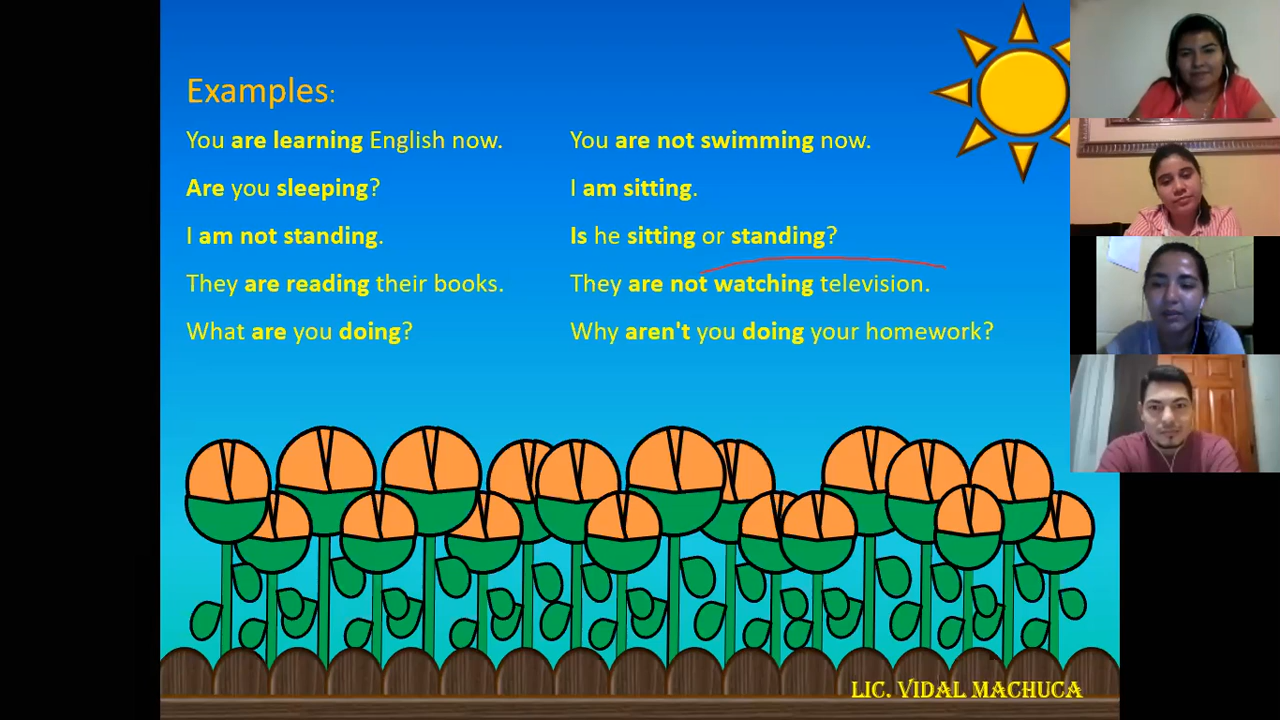 Examples:
You are learning English now.
Are you sleeping?
I am not standing.
They are reading their books.
What are you doing?
You are not swimming now.
I am sitting.
Is he sitting or standing?
They are not watching television.
Why aren't you doing your homework?
LIC. VIDAL MACHUCA